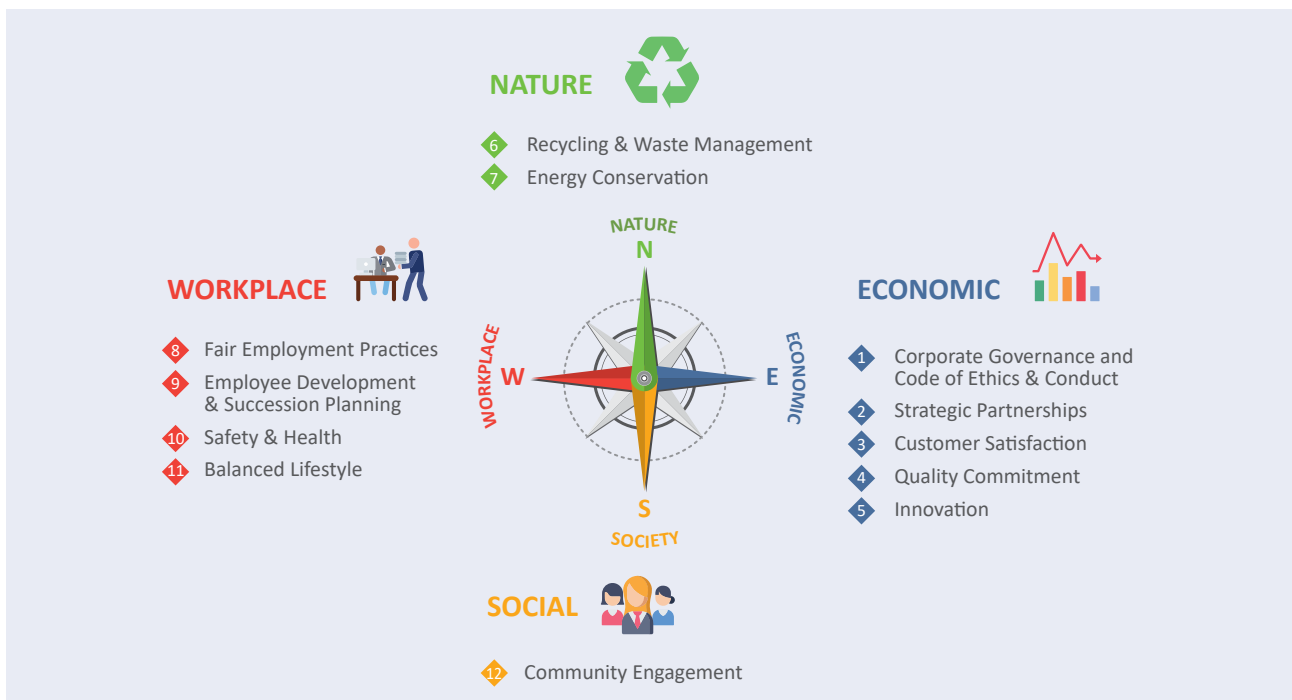 NATURE
6 Recycling & Waste Management
7 Energy Conservation
NATURE
N
WORKPLACE
8 Fair Employment Practices
9 Employee Development
& Succession Planning
10 Safety & Health
11 Balanced Lifestyle
WORKPLACE
W
E
ECONOMIC
ECONOMIC
1 Corporate Governance and
Code of Ethics & Conduct
2 Strategic Partnerships
3 Customer Satisfaction
4 Quality Commitment
5 Innovation
S
SOCIETY
SOCIAL
12 Community Engagement